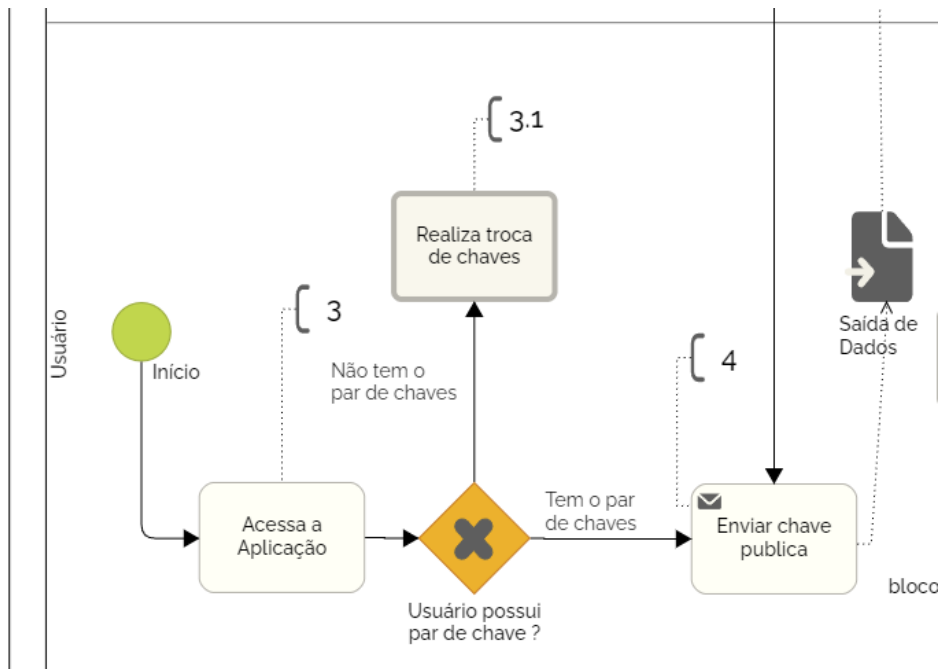 3.1
Realiza troca
de chaves
Usuário
Início
3
Não tem o
par de chaves
4
Saída de
Dados
Acessa a
Aplicação
Tem o par
de chaves
Enviar chave
publica
Usuário possui
par de chave ?
bloco